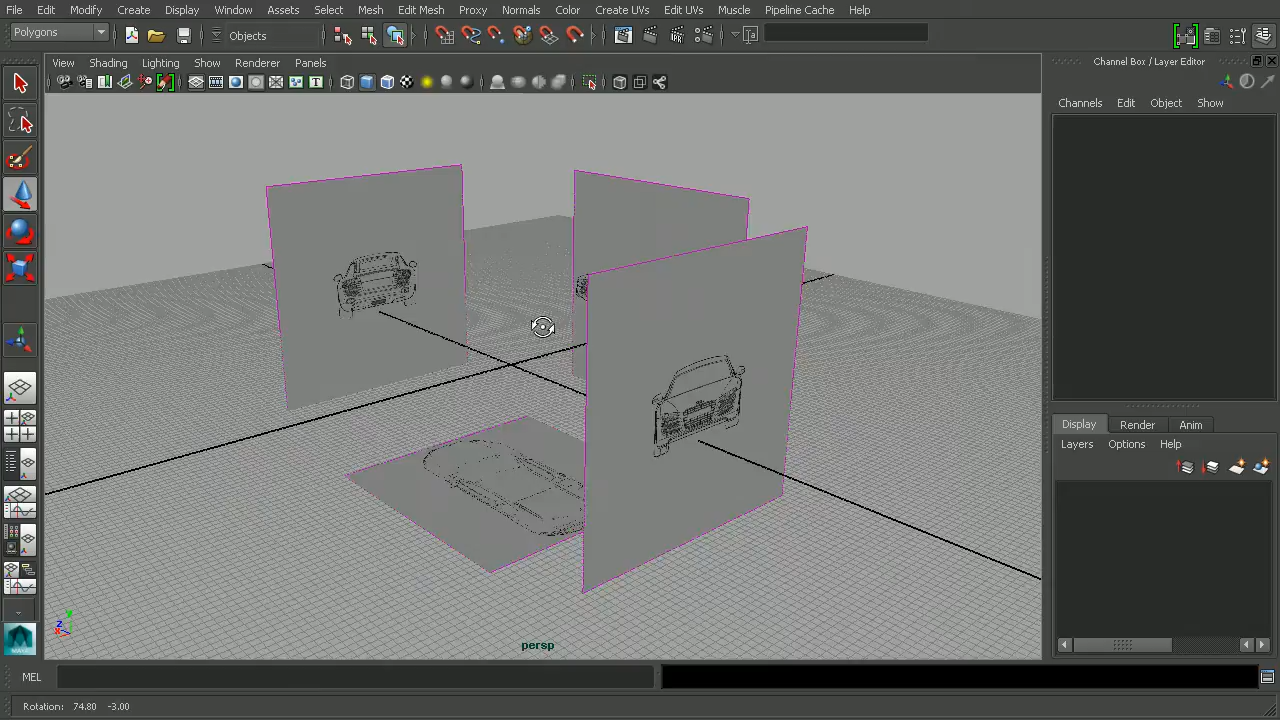 File Edit Modify Create Display Window Assets Select Mesh Edit Mesh Proxy Normals Color Create UVs Edit UVs Muscle Pipeline Cache Help
Polygons Objects
View Shading Lighting Show Renderer Panels
Channel Box / Layer Editor
Channels Edit Object Show
Display Render Anim
Layers Options Help
persp
MEL
Rotation: 74.80 -3.00